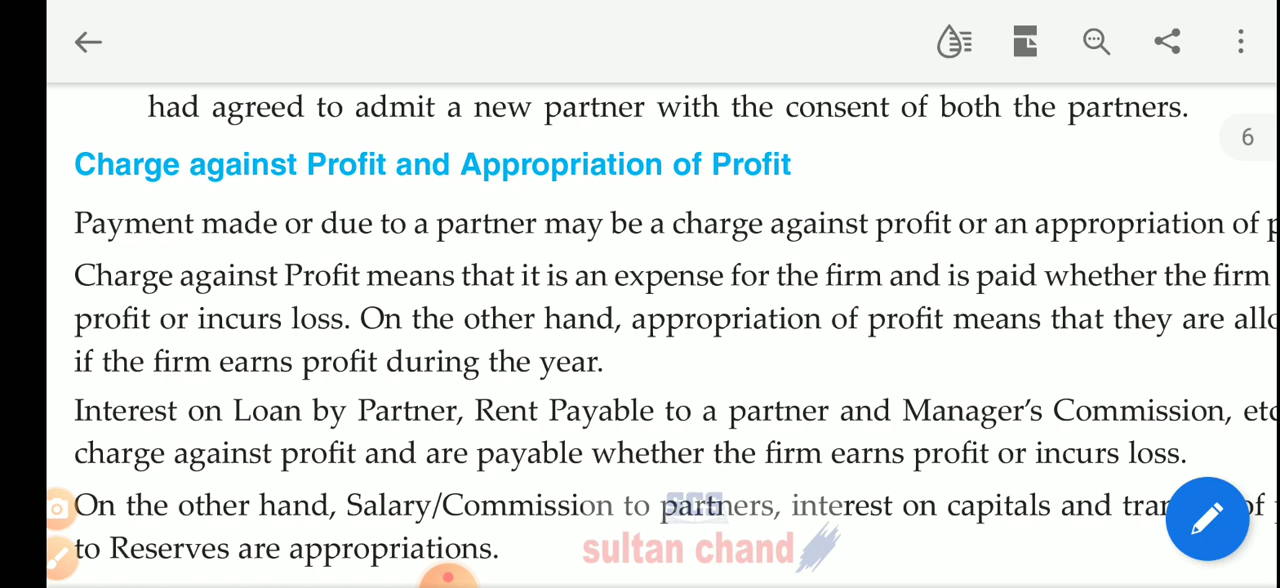 had agreed to admit a new partner with the consent of both the partners.
6
Charge against Profit and Appropriation of Profit
Payment made or due to a partner may be a charge against profit or an appropriation of
Charge against Profit means that it is an expense for the firm and is paid whether the firm
profit or incurs loss. On the other hand, appropriation of profit means that they are
if the firm earns profit during the year.
Interest on Loan by Partner, Rent Payable to a partner and Manager's Commission,
charge against profit and are payable whether the firm earns profit or incurs loss.
On the other hand, Salary/Commission to partners, interest on capitals and of
to Reserves are appropriations.
sultan chand